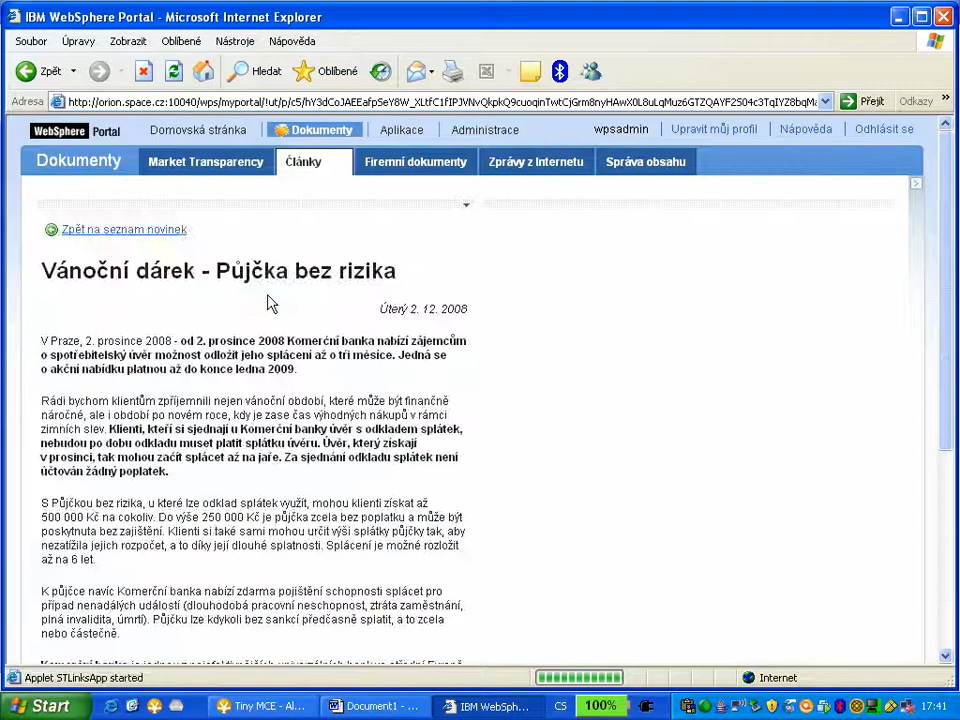 IBM WebSphere Portal - Microsoft Internet Explorer
Soubor Úpravy Zobrazit Oblíbené Nástroje Nápověda
Zpět Hledat Oblíbené
Adresa Přejít Odkazy »
WebSphere Portal Domovská stránka Dokumenty Aplikace Administrace wpsadmin Upravit můj profil Nápověda Odhlásit se
Dokumenty Market Transparency Články Firemní dokumenty Zprávy z Internetu Správa obsahu
Zpět na seznam novinek
Vánoční dárek - Půjčka bez rizika
Úterý 2. 12. 2008
V Praze, 2. prosince 2008 - od 2. prosince 2008 Komerční banka nabízí zájemcům
o spotřebitelský úvěr možnost odložit jeho splácení až o tři měsíce. Jedná se
o akční nabídku platnou až do konce ledna 2009.
Rádi bychom klientům zpříjemnili nejen vánoční období, které může být finančně
náročné, ale i období po novém roce, kdy je zase čas výhodných nákupů v rámci
zimních slev. Klienti, kteří si sjednají u Komerční banky úvěr s odkladem splátek,
nebudou po dobu odkladu muset platit splátku úvěru. Úvěr, který získají
v prosinci, tak mohou začít splácet až na jaře. Za sjednání odkladu splátek není
účtován žádný poplatek.
S Půjčkou bez rizika, u které lze odklad splátek využít, mohou klienti získat až
500 000 Kč na cokoliv. Do výše 250 000 Kč je půjčka zcela bez poplatku a může být
poskytnuta bez zajištění. Klienti si také sami mohou určit výši splátky půjčky tak, aby
nezatížila jejich rozpočet, a to díky její dlouhé splatnosti. Splácení je možné rozložit
až na 6 let.
K půjčce navíc Komerční banka nabízí zdarma pojištění schopnosti splácet pro
případ nenadálých událostí (dlouhodobá pracovní neschopnost, ztráta zaměstnání,
plná invalidita, úmrtí). Půjčku lze kdykoli bez sankcí předčasně splatit, a to zcela
nebo částečně.
Applet STLinksApp started Internet
Start Tiny MCE - Al... Document1 - ... IBM WebSph... CS 100% 17:41